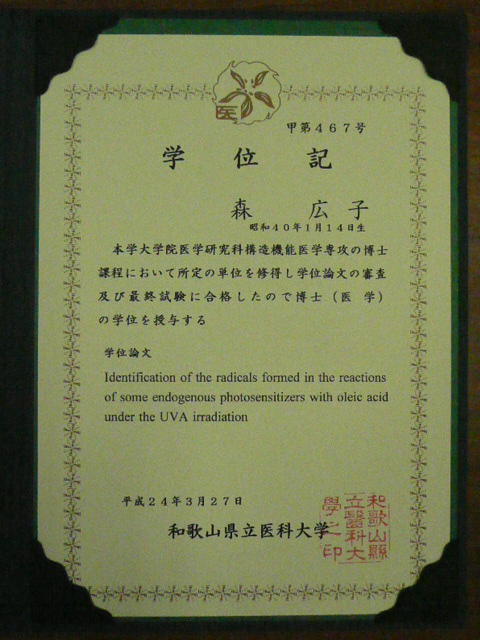 医
甲第467号
学位記
森 広子
昭和40年1月14日生
本学大学院医学研究科構造機能医学専攻の博士
課程において所定の単位を修得し学位論文の審査
及び最終試験に合格したので博士（医 学）
の学位を授与する
学位論文
Identification of the radicals formed in the reactions
of some endogenous photosensitizers with oleic acid
under the UVA irradiation
平成24年3月27日
和歌山県立医科大学
和歌山縣
立醫科大
學之印